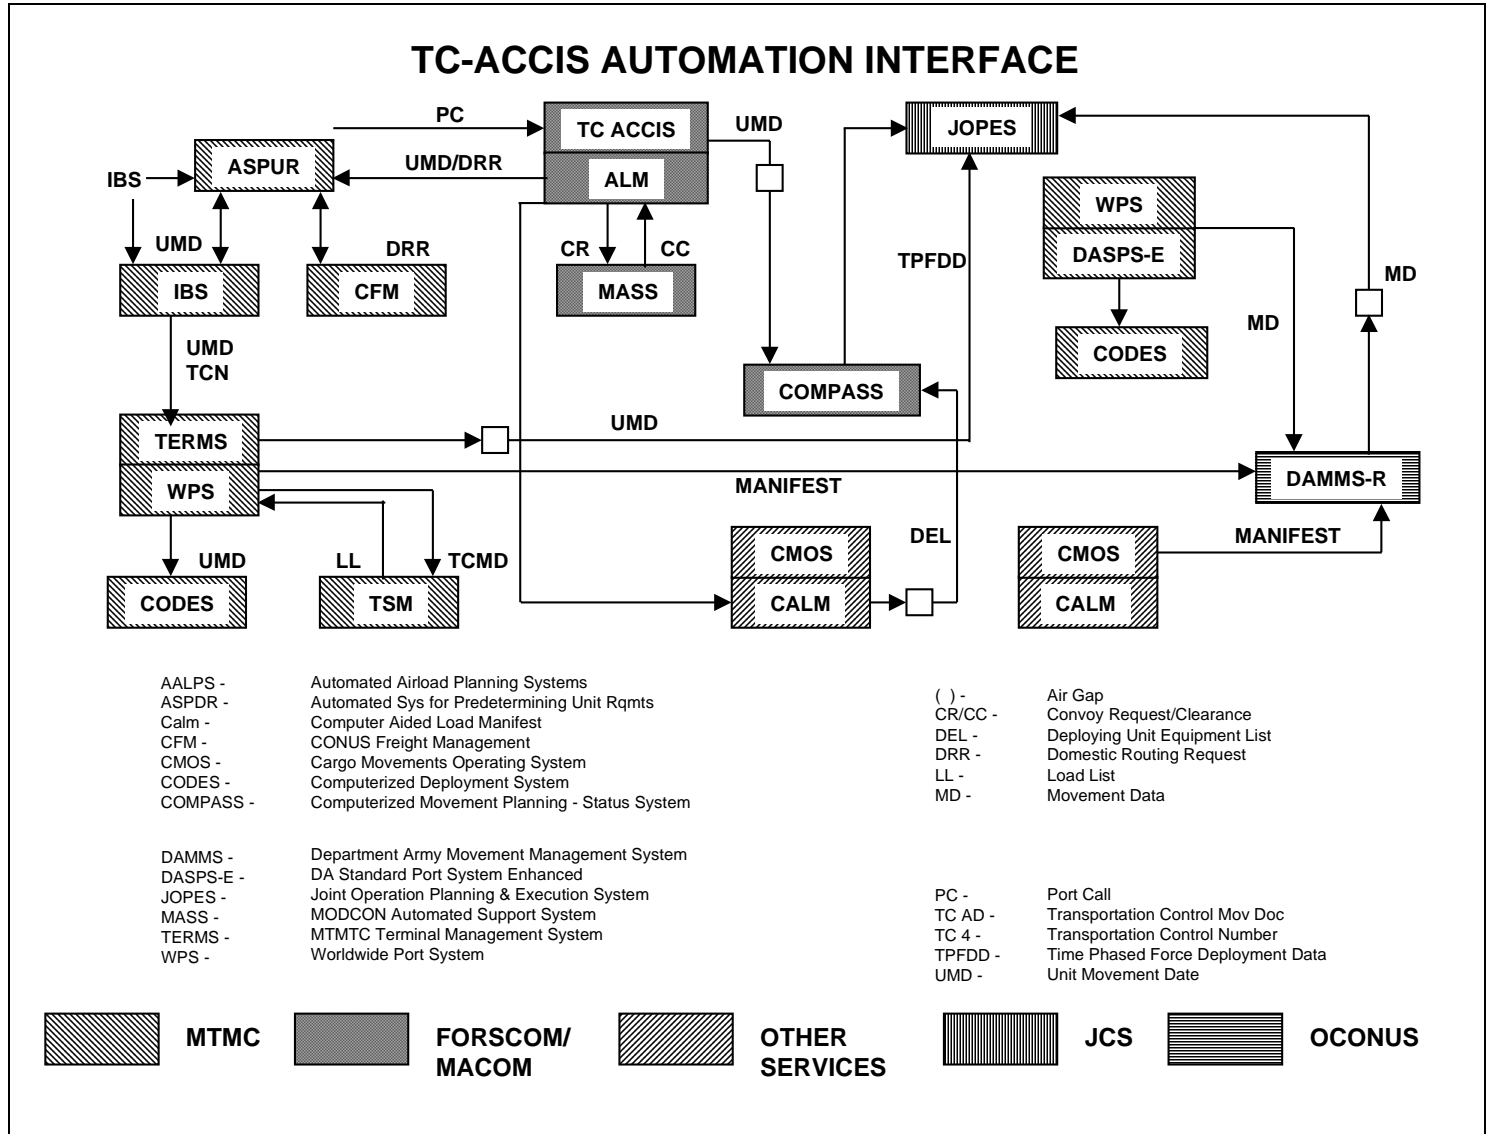 TC-ACCIS AUTOMATION INTERFACE
PC
TC ACCIS
UMD
JOPES
ASPUR
UMD/DRR
ALM
IBS
WPS
UMD
DRR
CR
CC
TPFDD
DASPS-E
MD
IBS
CFM
MASS
MD
UMD
TCN
CODES
COMPASS
UMD
TERMS
WPS
MANIFEST
DAMMS-R
DEL
MANIFEST
UMD
LL
TCMD
CMOS
CMOS
CODES
TSM
CALM
CALM
AALPS - Automated Airload Planning Systems
ASPDR - Automated Sys for Predetermining Unit Rqmts
Calm - Computer Aided Load Manifest
CFM - CONUS Freight Management
CMOS - Cargo Movements Operating System
CODES - Computerized Deployment System
COMPASS - Computerized Movement Planning - Status System
DAMMS - Department Army Movement Management System
DASPS-E - DA Standard Port System Enhanced
JOPES - Joint Operation Planning & Execution System
MASS - MODCON Automated Support System
TERMS - MTMTC Terminal Management System
WPS - Worldwide Port System
( ) - Air Gap
CR/CC - Convoy Request/Clearance
DEL - Deploying Unit Equipment List
DRR - Domestic Routing Request
LL - Load List
MD - Movement Data
PC - Port Call
TC AD - Transportation Control Mov Doc
TC 4 - Transportation Control Number
TPFDD - Time Phased Force Deployment Data
UMD - Unit Movement Date
MTMC
FORSCOM/
MACOM
OTHER
SERVICES
JCS
OCONUS